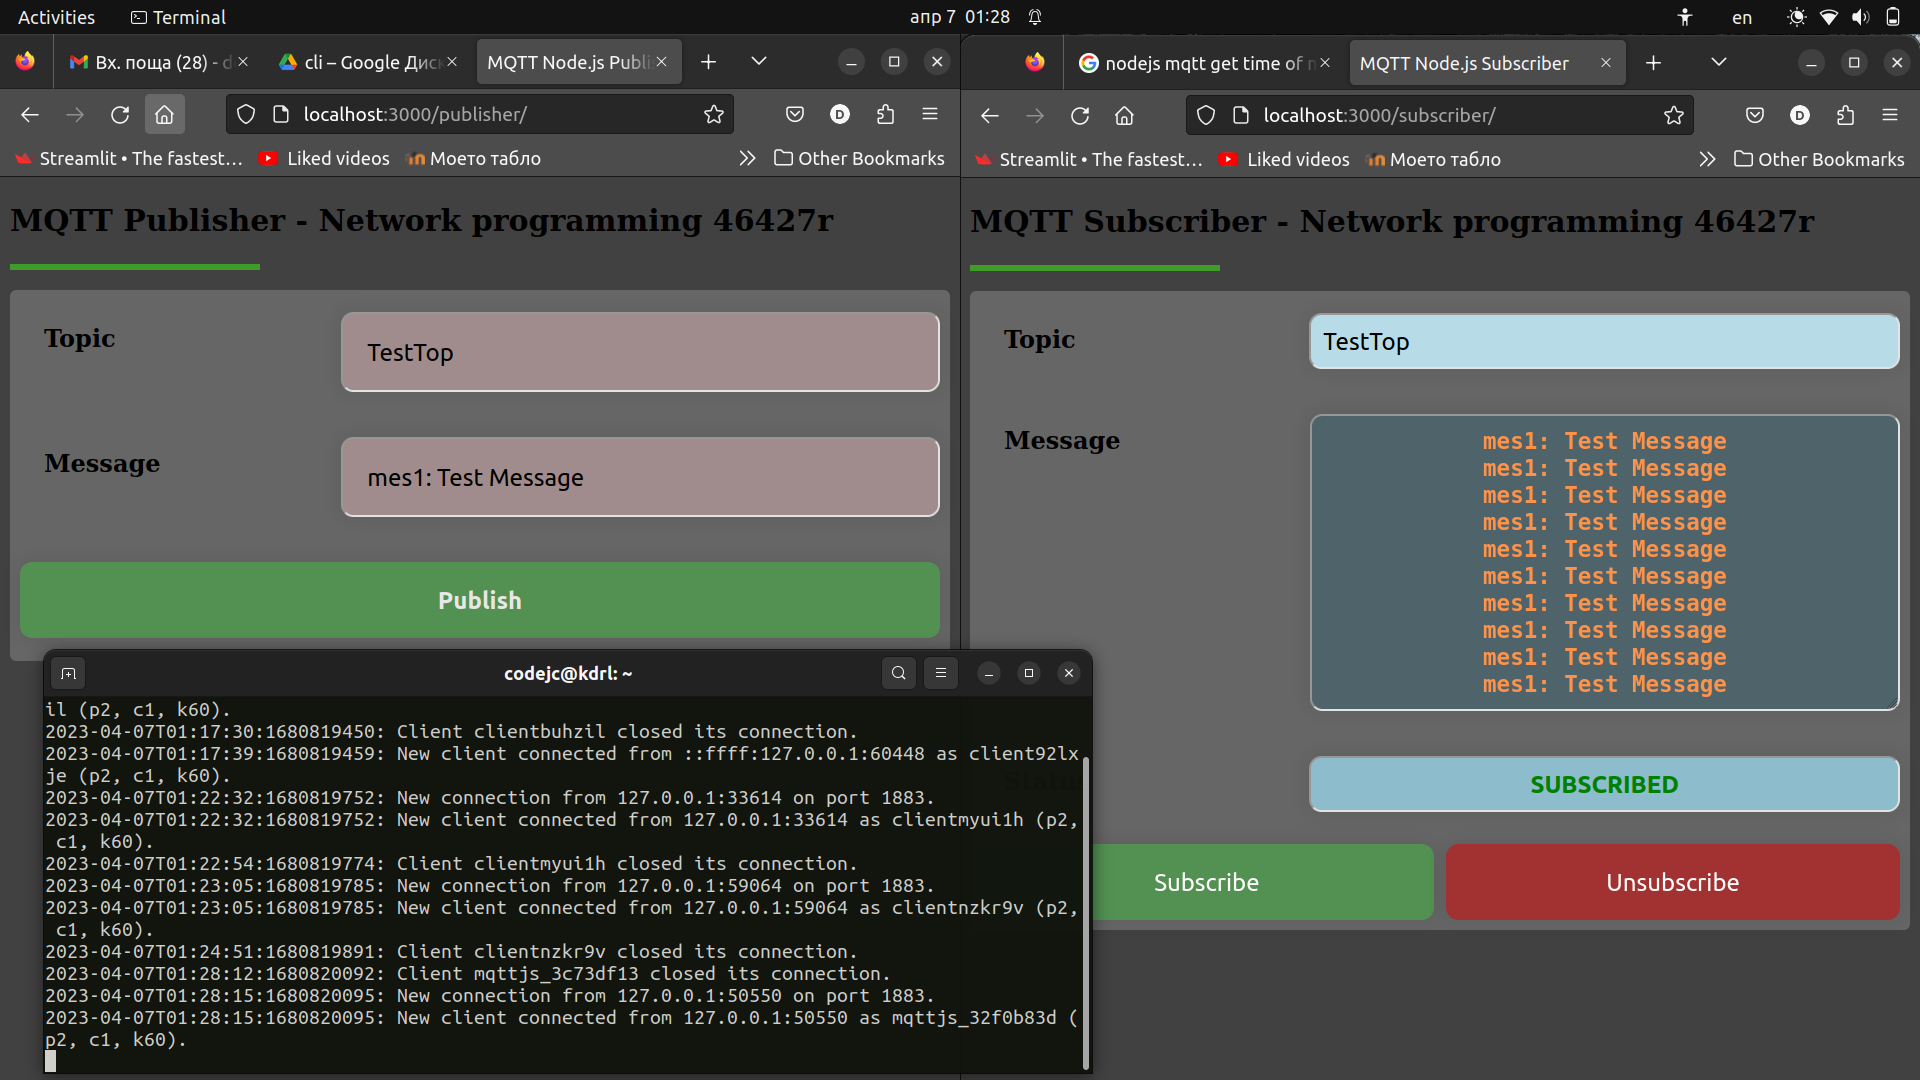 Activities
Terminal
апр 7 01:28
en
Вх. поща (28) - d
cli – Google Диск
MQTT Node.js Publi
localhost:3000/publisher/
D
Streamlit • The fastest…
Liked videos
Моето табло
Other Bookmarks
MQTT Publisher - Network programming 46427r
Topic
TestTop
Message
mes1: Test Message
Publish
nodejs mqtt get time of m
MQTT Node.js Subscriber
localhost:3000/subscriber/
D
Streamlit • The fastest…
Liked videos
Моето табло
Other Bookmarks
MQTT Subscriber - Network programming 46427r
Topic
TestTop
Message
mes1: Test Message
mes1: Test Message
mes1: Test Message
mes1: Test Message
mes1: Test Message
mes1: Test Message
mes1: Test Message
mes1: Test Message
mes1: Test Message
mes1: Test Message
SUBSCRIBED
Subscribe
Unsubscribe
codejc@kdrl: ~
il (p2, c1, k60).
2023-04-07T01:17:30:1680819450: Client clientbuhzil closed its connection.
2023-04-07T01:17:39:1680819459: New client connected from ::ffff:127.0.0.1:60448 as client92lx
je (p2, c1, k60).
2023-04-07T01:22:32:1680819752: New connection from 127.0.0.1:33614 on port 1883.
2023-04-07T01:22:32:1680819752: New client connected from 127.0.0.1:33614 as clientmyui1h (p2,
c1, k60).
2023-04-07T01:22:54:1680819774: Client clientmyui1h closed its connection.
2023-04-07T01:23:05:1680819785: New connection from 127.0.0.1:59064 on port 1883.
2023-04-07T01:23:05:1680819785: New client connected from 127.0.0.1:59064 as clientnzkr9v (p2,
c1, k60).
2023-04-07T01:24:51:1680819891: Client clientnzkr9v closed its connection.
2023-04-07T01:28:12:1680820092: Client mqttjs_3c73df13 closed its connection.
2023-04-07T01:28:15:1680820095: New connection from 127.0.0.1:50550 on port 1883.
2023-04-07T01:28:15:1680820095: New client connected from 127.0.0.1:50550 as mqttjs_32f0b83d (
p2, c1, k60).